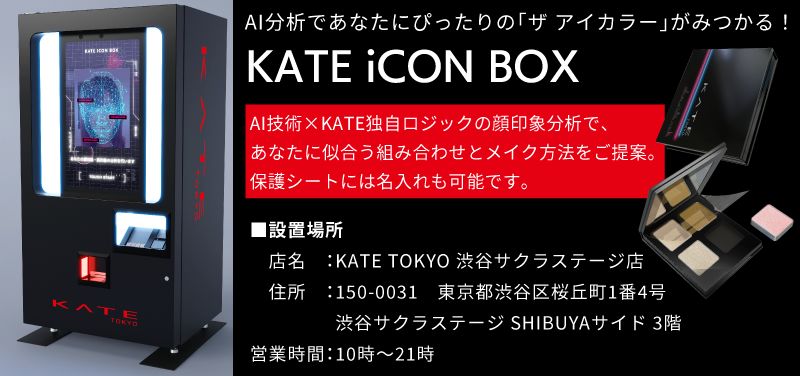 AI分析であなたにぴったりの「ザ アイカラー」がみつかる！
KATE iCON BOX
AI技術×KATE独自ロジックの顔印象分析で、
あなたに似合う組み合わせとメイク方法をご提案。
保護シートには名入れも可能です。
■設置場所
店名　：KATE TOKYO 渋谷サクラステージ店
住所　：150-0031　東京都渋谷区桜丘町1番4号
渋谷サクラステージ SHIBUYAサイド 3階
営業時間：10時～21時
KATE iCON BOX
TOUCH START
KATE
TOKYO
KATE
KATE